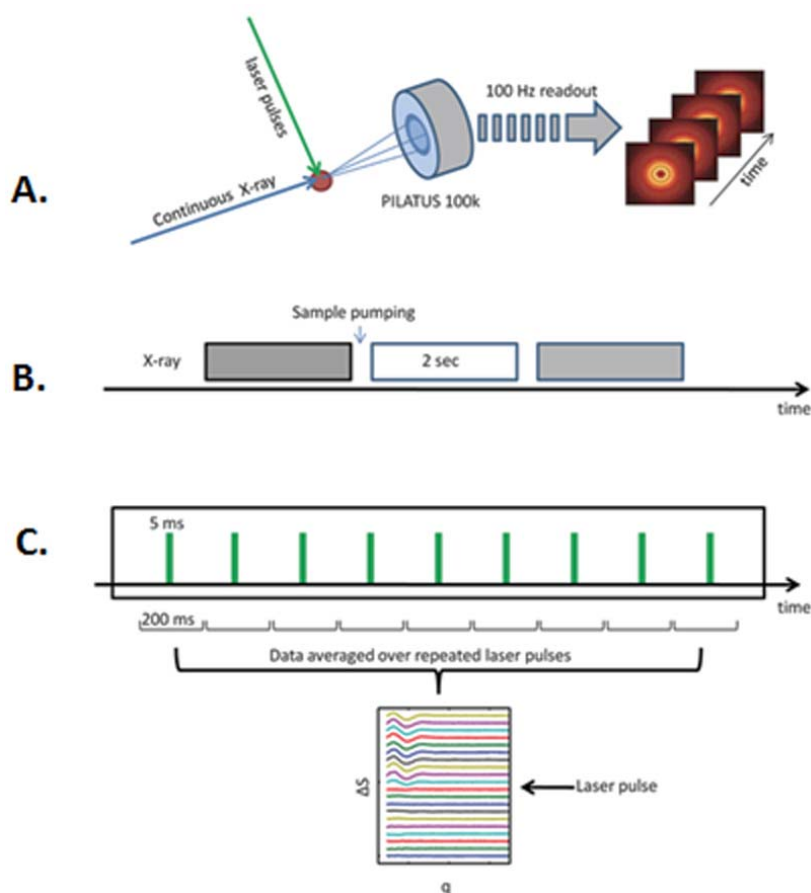 A.
laser pulses
Continuous X-ray
PILATUS 100k
100 Hz readout
time
B.
Sample pumping
X-ray
2 sec
time
C.
5 ms
time
200 ms
Data averaged over repeated laser pulses
ΔS
Laser pulse
q